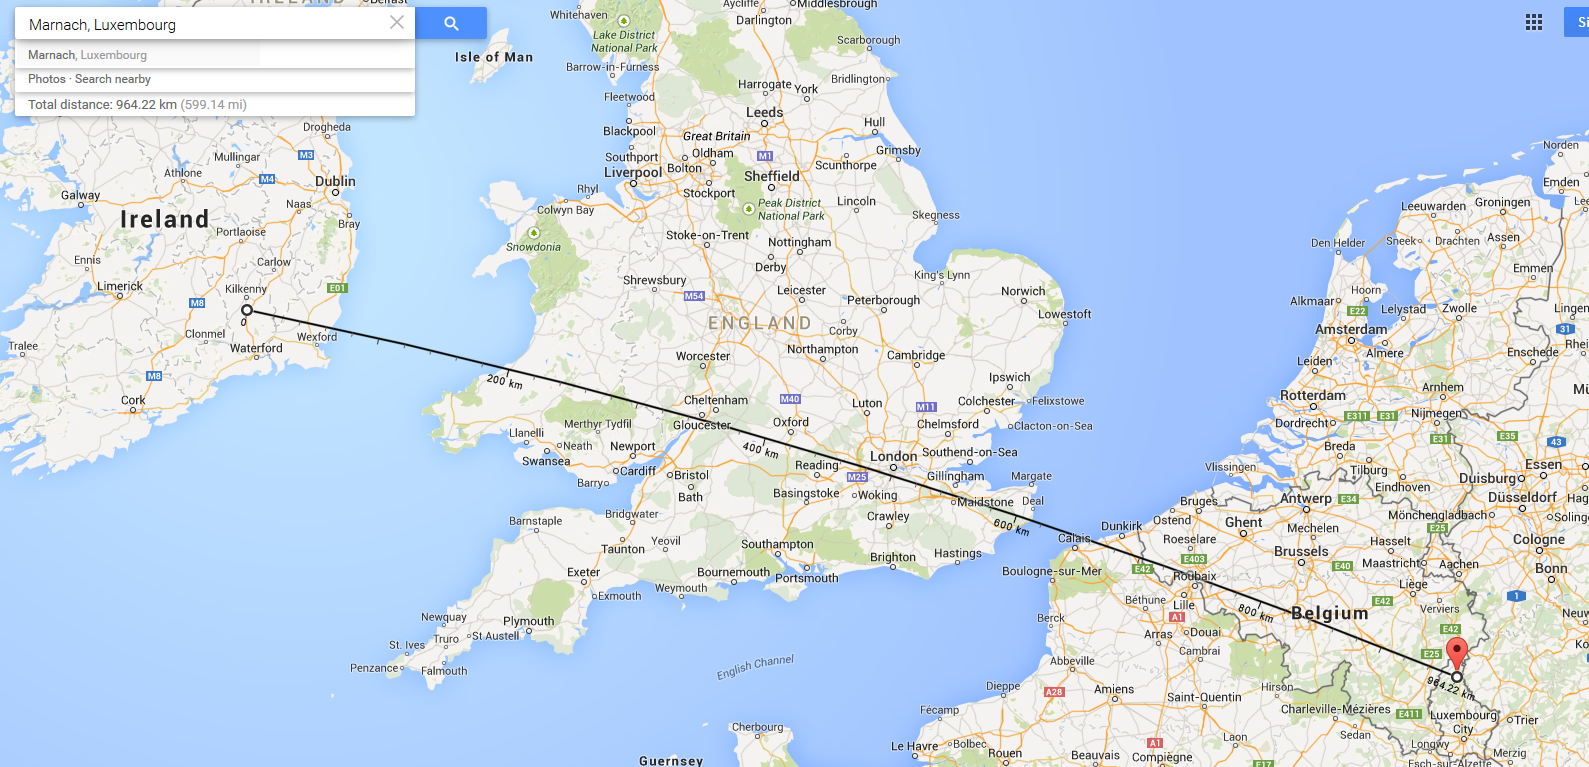 Marnach, Luxembourg
Marnach, Luxembourg
Photos · Search nearby
Total distance: 964.22 km (599.14 mi)
Belfast
Isle of Man
Whitehaven
Lake District
National Park
Aycliffe
Darlington
Middlesbrough
Scarborough
Barrow-in-Furness
Bridlington
Harrogate
York
Fleetwood
Leeds
Hull
Blackpool
Great Britain
Grimsby
Southport
Oldham
M1
Liverpool
Bolton
Scunthorpe
Sheffield
Stockport
Rhyl
Peak District
National Park
Lincoln
Colwyn Bay
Skegness
Snowdonia
Stoke-on-Trent
Nottingham
Derby
King's Lynn
Shrewsbury
M54
Leicester
Peterborough
Norwich
Lowestoft
ENGLAND
Corby
Worcester
Northampton
Cambridge
Ipswich
Felixstowe
Cheltenham
M40
Luton
M11
Colchester
Clacton-on-Sea
Gloucester
Oxford
Chelmsford
Merthyr Tydfil
Llanelli
Neath
Newport
Swansea
Cardiff
Barry
Bristol
Bath
Reading
London
Southend-on-Sea
M25
Gillingham
Margate
Basingstoke
Woking
Maidstone
Deal
Crawley
Barnstaple
Bridgwater
Taunton
Yeovil
Southampton
Brighton
Hastings
Exeter
Bournemouth
Portsmouth
Exmouth
Weymouth
Newquay
Plymouth
St. Ives
Truro
St Austell
Penzance
Falmouth
English Channel
Guernsey
Drogheda
Mullingar
M3
Athlone
M4
Dublin
Galway
Naas
Ireland
Portlaoise
Bray
Ennis
Carlow
Limerick
Kilkenny
M8
E01
0
Clonmel
Wexford
Tralee
Waterford
M8
Cork
200 km
400 km
600 km
800 km
964.22 km
Norden
Emden
Leeuwarden
Groningen
Den Helder
Sneek
Drachten
Assen
Emmen
Hoorn
Alkmaar
E22
Lelystad
Zwolle
Lingen
Amsterdam
31
Leiden
Almere
Enschede
Rhei
Rotterdam
Arnhem
Mü
Dordrecht
E311
E31
Nijmegen
Breda
E31
E35
43
Vlissingen
Tilburg
Essen
Eindhoven
Duisburg
Bruges
Antwerp
E34
Düsseldorf
Hag
Dunkirk
Ostend
Ghent
Mechelen
Mönchengladbach
Solinge
Calais
Roeselare
E25
Hasselt
Cologne
Brussels
E403
E40
Maastricht
Aachen
Bonn
Boulogne-sur-Mer
E42
Roubaix
Liège
1
Béthune
Lille
E42
Verviers
Neuw
A1
Belgium
E42
Berck
Arras
Douai
Cambrai
E25
Ko
Abbeville
Dieppe
A28
Amiens
Saint-Quentin
Hirson
Charleville-Mézières
E411
Luxembourg
City
Trier
Fécamp
Cherbourg
Le Havre
Bolbec
Rouen
Beauvais
A1
Compiègne
Laon
Sedan
Longwy
Merzig
E17
Esch-sur-Alzette
Si